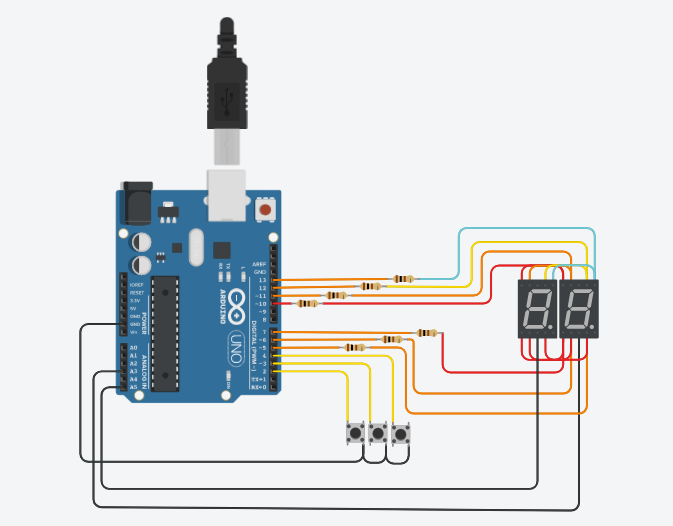 AREF
GND
IOREF
RESET
3.3V
5V
GND
GND
Vin
POWER
A0
A1
A2
A3
A4
A5
ANALOG IN
TX
RX
L
ARDUINO
UNO
ON
DIGITAL (PWM ~)
13
12
~11
~10
~9
8
7
~6
~5
4
~3
2
TX→1
RX←0